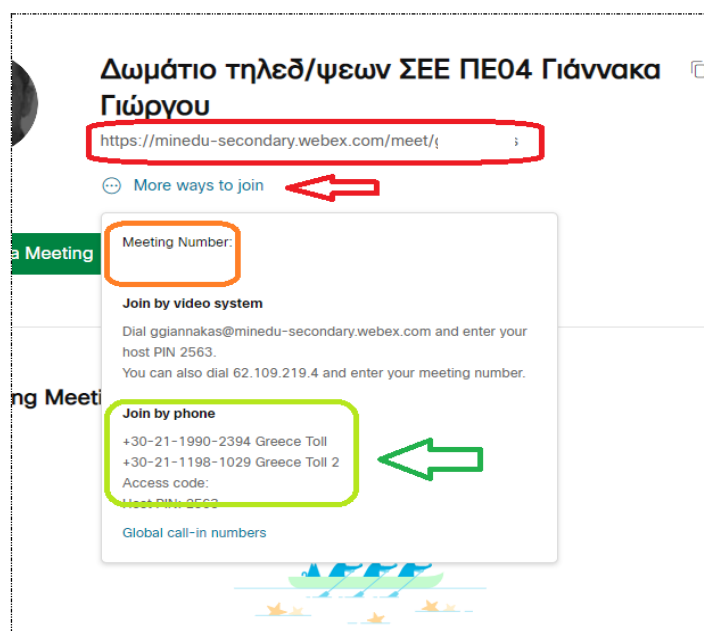 Δωμάτιο τηλεδ/ψεων ΣΕΕ ΠΕ04 Γιάννακα
Γιώργου
https://minedu-secondary.webex.com/meet/g s
More ways to join
a Meeting
Meeting Number:
Join by video system
Dial ggiannakas@minedu-secondary.webex.com and enter your
host PIN 2563.
You can also dial 62.109.219.4 and enter your meeting number.
ng Meeti
Join by phone
+30-21-1990-2394 Greece Toll
+30-21-1198-1029 Greece Toll 2
Access code:
Host PIN: 2563
Global call-in numbers